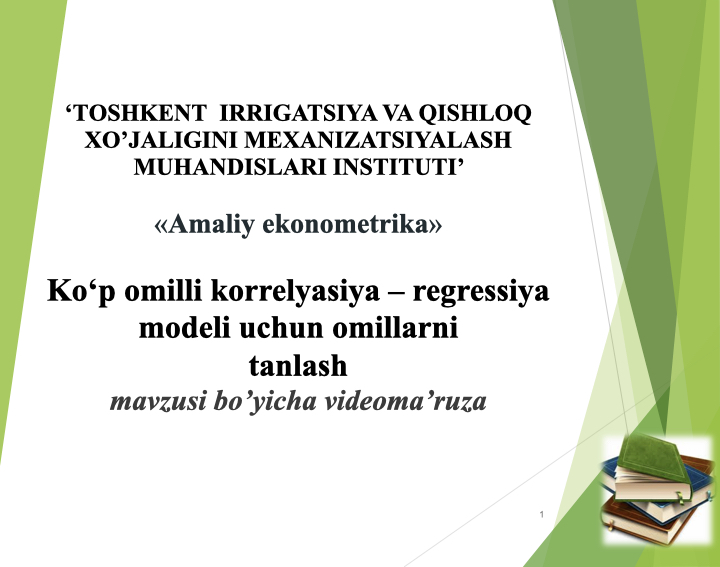 ‘TOSHKENT IRRIGATSIYA VA QISHLOQ
XO’JALIGINI MEXANIZATSIYALASH
MUHANDISLARI INSTITUTI’
«Amaliy ekonometrika»
Ko‘p omilli korrelyasiya – regressiya
modeli uchun omillarni
tanlash
mavzusi bo’yicha videoma’ruza
1